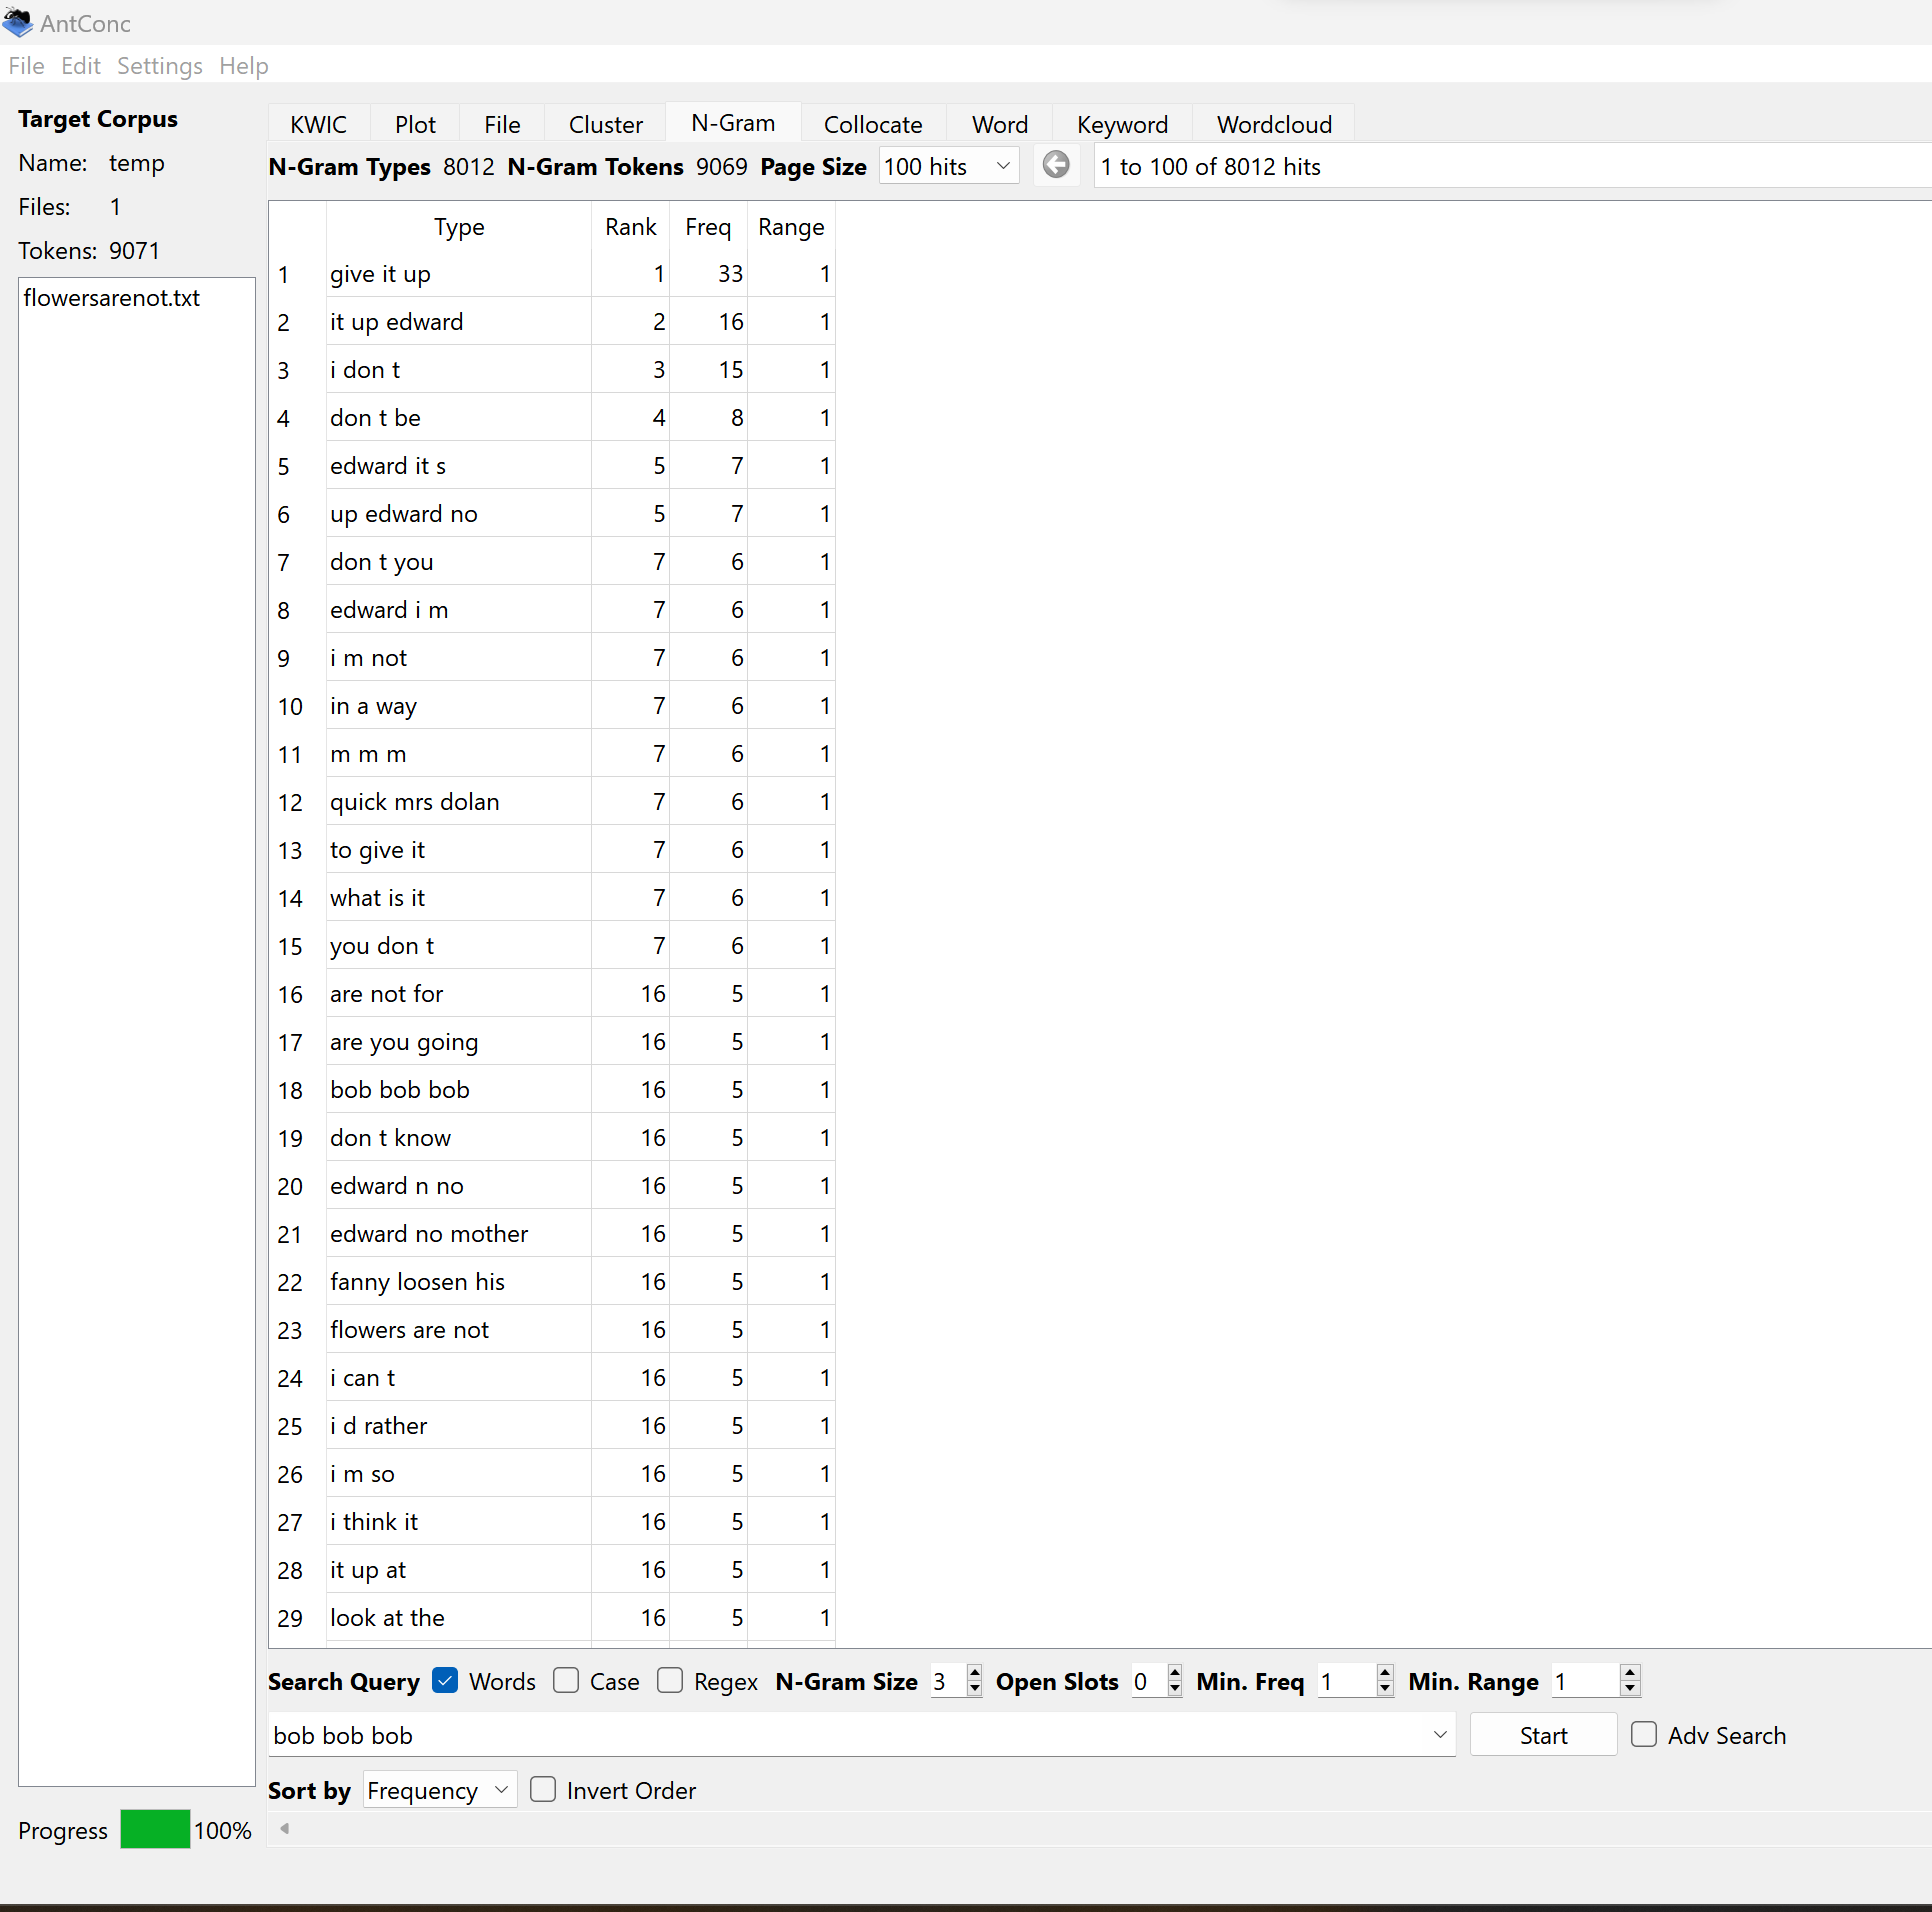 AntConc
File Edit Settings Help
Target Corpus
Name: temp
Files: 1
Tokens: 9071
flowersarenot.txt
Progress 100%
KWIC Plot File Cluster N-Gram Collocate Word Keyword Wordcloud
N-Gram Types 8012 N-Gram Tokens 9069 Page Size 100 hits 1 to 100 of 8012 hits
Type Rank Freq Range
1 give it up 1 33 1
2 it up edward 2 16 1
3 i don t 3 15 1
4 don t be 4 8 1
5 edward it s 5 7 1
6 up edward no 5 7 1
7 don t you 7 6 1
8 edward i m 7 6 1
9 i m not 7 6 1
10 in a way 7 6 1
11 m m m 7 6 1
12 quick mrs dolan 7 6 1
13 to give it 7 6 1
14 what is it 7 6 1
15 you don t 7 6 1
16 are not for 16 5 1
17 are you going 16 5 1
18 bob bob bob 16 5 1
19 don t know 16 5 1
20 edward n no 16 5 1
21 edward no mother 16 5 1
22 fanny loosen his 16 5 1
23 flowers are not 16 5 1
24 i can t 16 5 1
25 i d rather 16 5 1
26 i m so 16 5 1
27 i think it 16 5 1
28 it up at 16 5 1
29 look at the 16 5 1
Search Query Words Case Regex N-Gram Size 3 Open Slots 0 Min. Freq 1 Min. Range 1
bob bob bob Start Adv Search
Sort by Frequency Invert Order